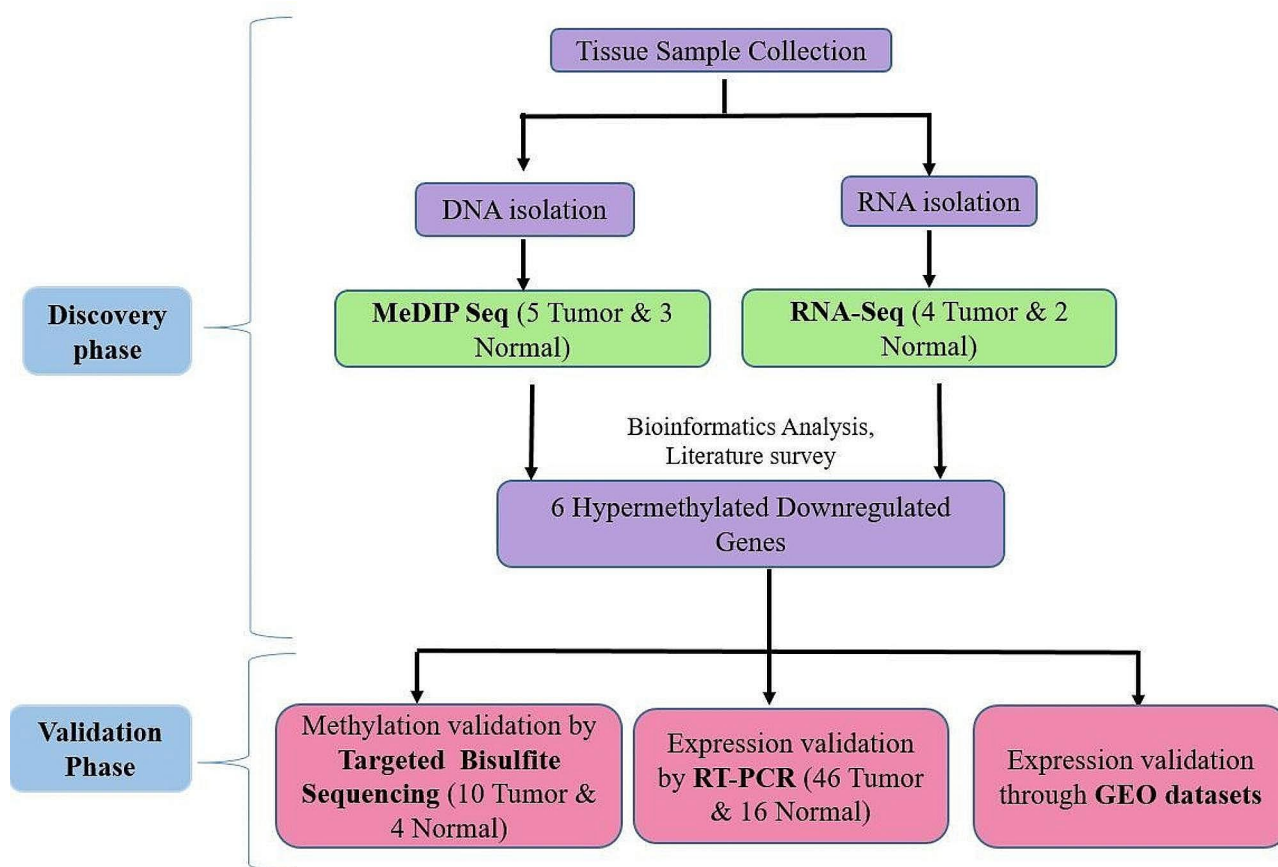 Tissue Sample Collection
DNA isolation
RNA isolation
Discovery
phase
MeDIP Seq (5 Tumor & 3
Normal)
RNA-Seq (4 Tumor & 2
Normal)
Bioinformatics Analysis,
Literature survey
6 Hypermethylated Downregulated
Genes
Validation
Phase
Methylation validation by
Targeted Bisulfite
Sequencing (10 Tumor &
4 Normal)
Expression validation
by RT-PCR (46 Tumor
& 16 Normal)
Expression validation
through GEO datasets